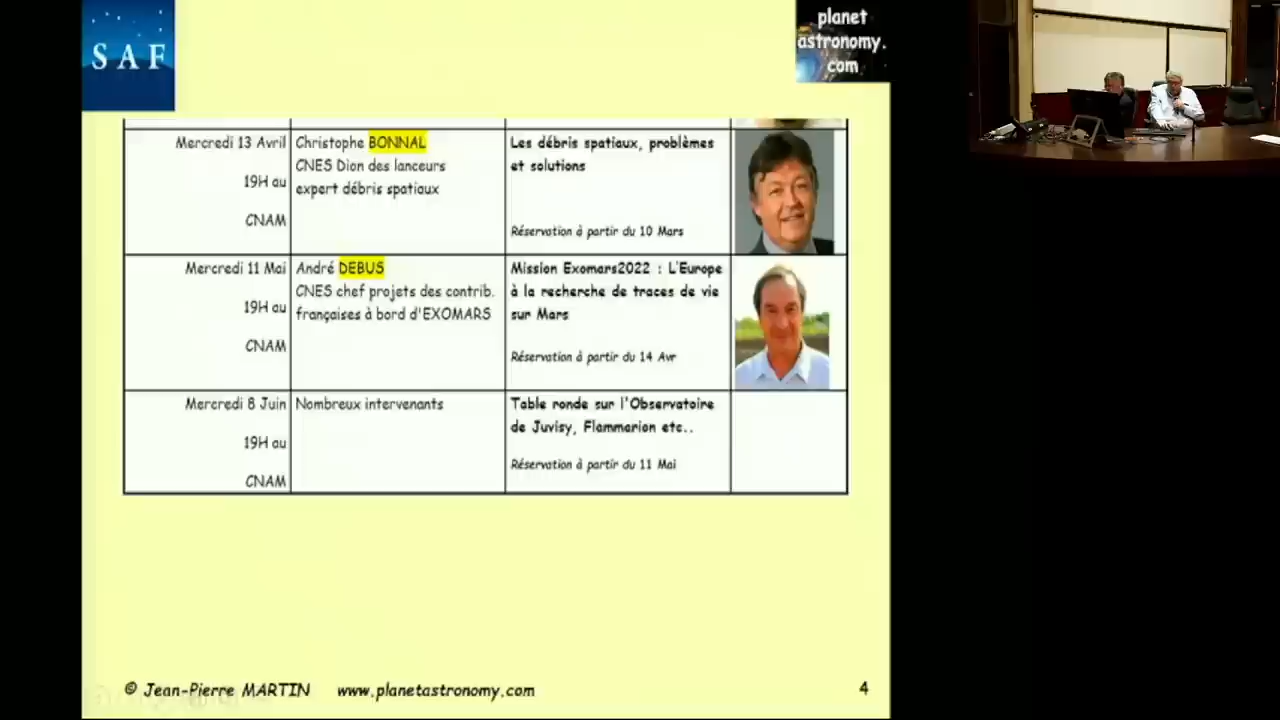 SAF
planet
astronomy.
com
Mercredi 13 Avril
19H au
CNAM
Christophe BONNAL
CNES Dion des lanceurs
expert débris spatiaux
Les débris spatiaux, problèmes
et solutions
Réservation à partir du 10 Mars
Mercredi 11 Mai
19H au
CNAM
André DEBUS
CNES chef projets des contrib.
françaises à bord d'EXOMARS
Mission Exomars2022 : L'Europe
à la recherche de traces de vie
sur Mars
Réservation à partir du 14 Avr
Mercredi 8 Juin
19H au
CNAM
Nombreux intervenants
Table ronde sur l'Observatoire
de Juvisy, Flammarion etc..
Réservation à partir du 11 Mai
© Jean-Pierre MARTIN www.planetastronomy.com
4